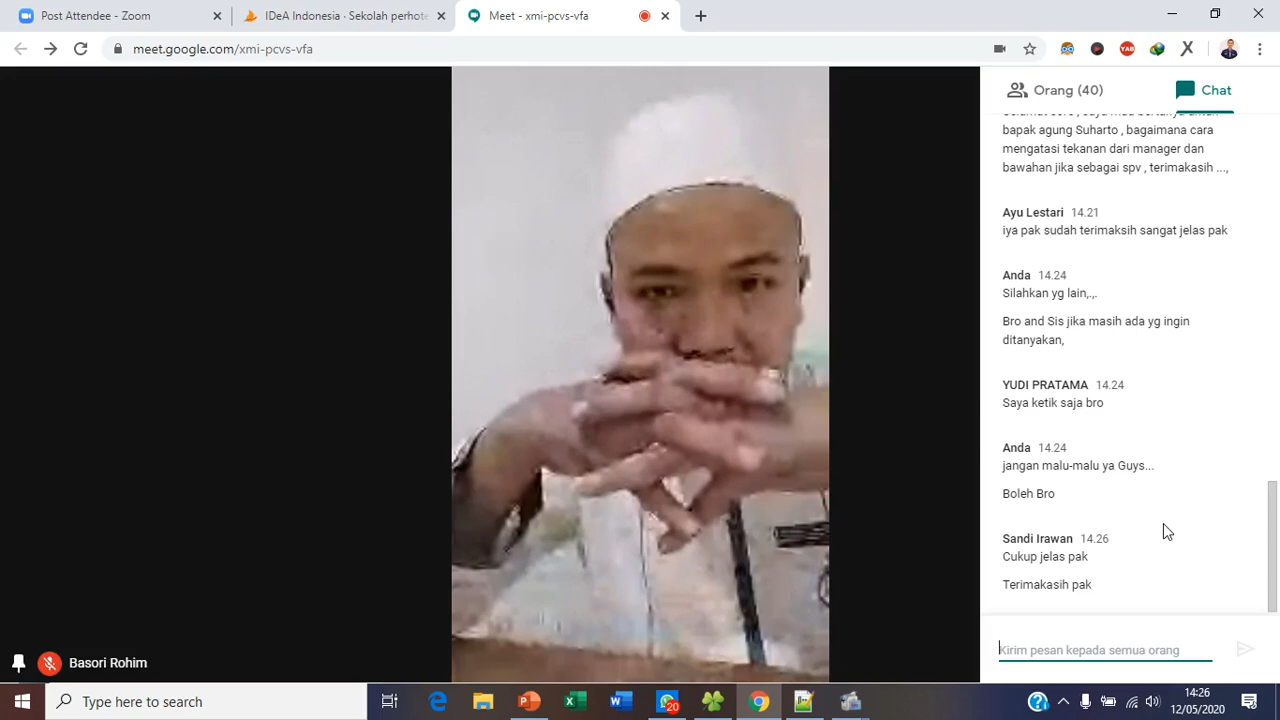 Post Attendee - Zoom
IDeA Indonesia · Sekolah perhote
Meet - xmi-pcvs-vfa
meet.google.com/xmi-pcvs-vfa
YAB
Orang (40)
Chat
bapak agung Suharto , bagaimana cara
mengatasi tekanan dari manager dan
bawahan jika sebagai spv , terimakasih ...,
Ayu Lestari 14.21
iya pak sudah terimaksih sangat jelas pak
Anda 14.24
Silahkan yg lain,.,.
Bro and Sis jika masih ada yg ingin
ditanyakan,
YUDI PRATAMA 14.24
Saya ketik saja bro
Anda 14.24
jangan malu-malu ya Guys...
Boleh Bro
Sandi Irawan 14.26
Cukup jelas pak
Terimakasih pak
Kirim pesan kepada semua orang
Basori Rohim
Type here to search
20
14:26
12/05/2020